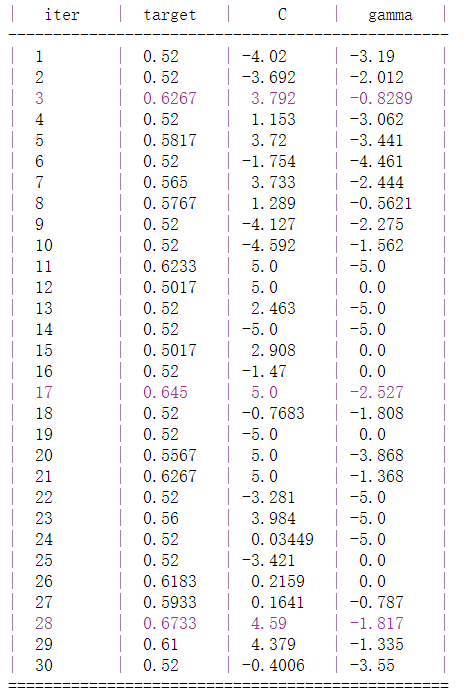 | iter | target | C | gamma |
-------------------------------------------------
| 1 | 0.52 | -4.02 | -3.19 |
| 2 | 0.52 | -3.692 | -2.012 |
| 3 | 0.6267 | 3.792 | -0.8289 |
| 4 | 0.52 | 1.153 | -3.062 |
| 5 | 0.5817 | 3.72 | -3.441 |
| 6 | 0.52 | -1.754 | -4.461 |
| 7 | 0.565 | 3.733 | -2.444 |
| 8 | 0.5767 | 1.289 | -0.5621 |
| 9 | 0.52 | -4.127 | -2.275 |
| 10 | 0.52 | -4.592 | -1.562 |
| 11 | 0.6233 | 5.0 | -5.0 |
| 12 | 0.5017 | 5.0 | 0.0 |
| 13 | 0.52 | 2.463 | -5.0 |
| 14 | 0.52 | -5.0 | -5.0 |
| 15 | 0.5017 | 2.908 | 0.0 |
| 16 | 0.52 | -1.47 | 0.0 |
| 17 | 0.645 | 5.0 | -2.527 |
| 18 | 0.52 | -0.7683 | -1.808 |
| 19 | 0.52 | -5.0 | 0.0 |
| 20 | 0.5567 | 5.0 | -3.868 |
| 21 | 0.6267 | 5.0 | -1.368 |
| 22 | 0.52 | -3.281 | -5.0 |
| 23 | 0.56 | 3.984 | -5.0 |
| 24 | 0.52 | 0.03449 | -5.0 |
| 25 | 0.52 | -3.421 | 0.0 |
| 26 | 0.6183 | 0.2159 | 0.0 |
| 27 | 0.5933 | 0.1641 | -0.787 |
| 28 | 0.6733 | 4.59 | -1.817 |
| 29 | 0.61 | 4.379 | -1.335 |
| 30 | 0.52 | -0.4006 | -3.55 |
=================================================